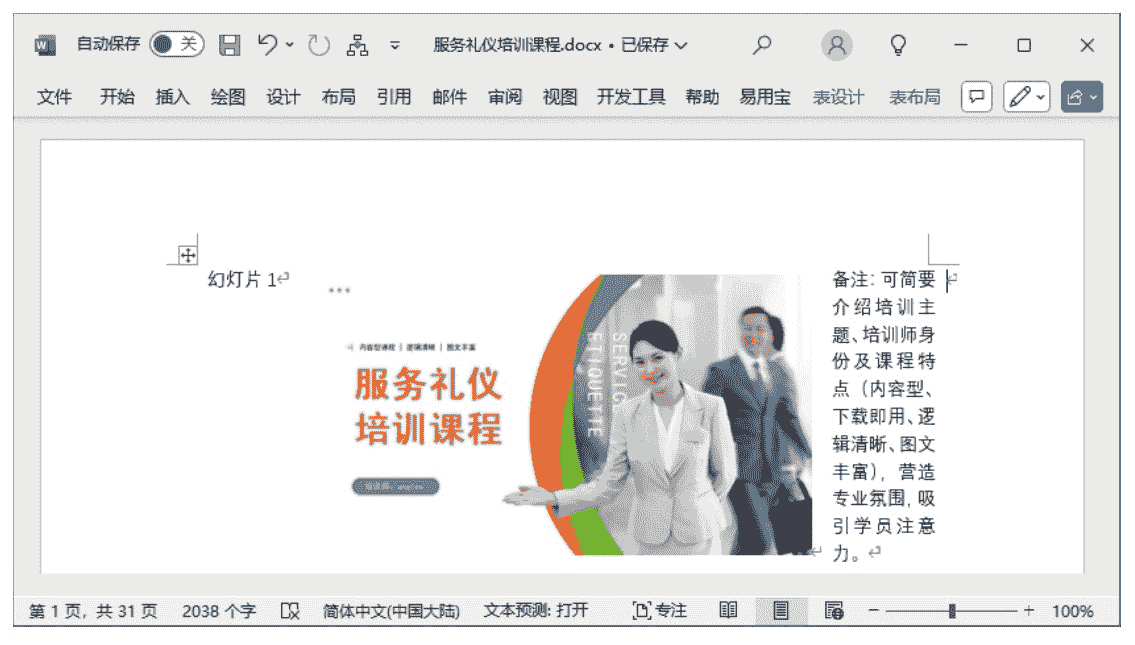 自动保存 关 服务礼仪培训课程.docx • 已保存
文件 开始 插入 绘图 设计 布局 引用 邮件 审阅 视图 开发工具 帮助 易用宝 表设计 表布局
幻灯片 1
内容型课程 | 逻辑清晰 | 图文丰富
服务礼仪
培训课程
SERVICE
ETIQUETTE
备注：可简要
介绍培训主
题、培训师身
份及课程特
点（内容型、
下载即用、逻
辑清晰、图文
丰富），营造
专业氛围，吸
引学员注意
力。
第 1 页，共 31 页 2038 个字 简体中文(中国大陆) 文本预测: 打开 专注 100%